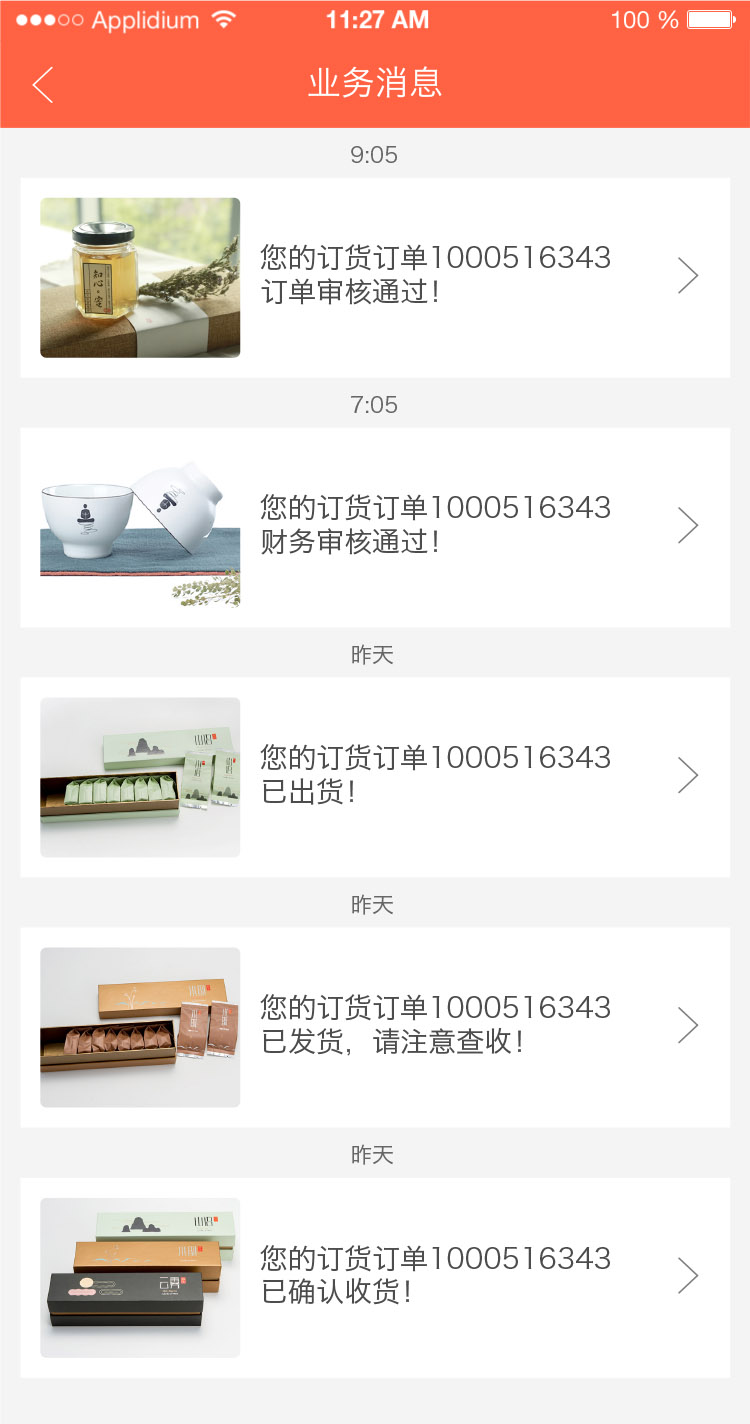 Applidium
11:27 AM
100 %
业务消息
9:05
知心·蜜
您的订货订单1000516343
订单审核通过！
7:05
您的订货订单1000516343
财务审核通过！
昨天
您的订货订单1000516343
已出货！
昨天
您的订货订单1000516343
已发货，请注意查收！
昨天
您的订货订单1000516343
已确认收货！